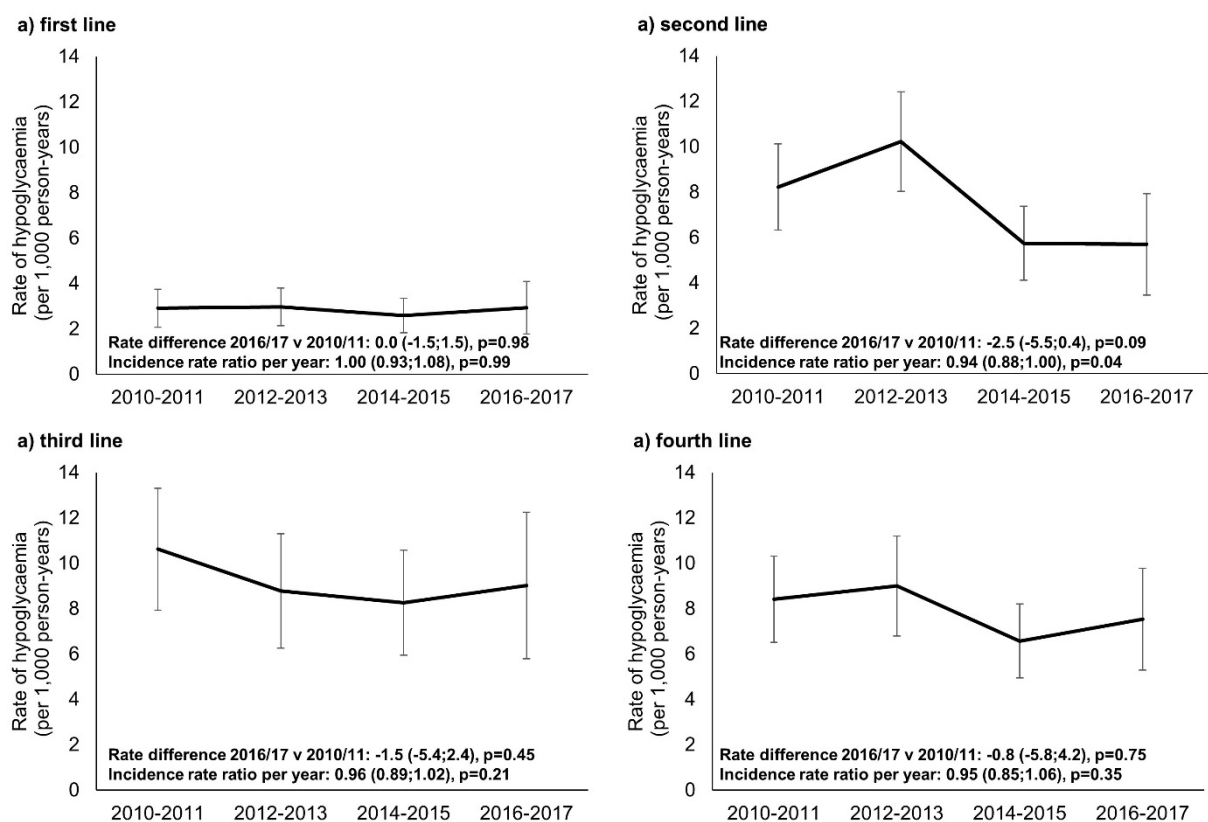 a) first line
Rate of hypoglycaemia
(per 1,000 person-years)
14
12
10
8
6
4
2
0
Rate difference 2016/17 v 2010/11: 0.0 (-1.5;1.5), p=0.98
Incidence rate ratio per year: 1.00 (0.93;1.08), p=0.99
2010-2011 2012-2013 2014-2015 2016-2017
a) second line
Rate of hypoglycaemia
(per 1,000 person-years)
14
12
10
8
6
4
2
0
Rate difference 2016/17 v 2010/11: -2.5 (-5.5;0.4), p=0.09
Incidence rate ratio per year: 0.94 (0.88;1.00), p=0.04
2010-2011 2012-2013 2014-2015 2016-2017
a) third line
Rate of hypoglycaemia
(per 1,000 person-years)
14
12
10
8
6
4
2
0
Rate difference 2016/17 v 2010/11: -1.5 (-5.4;2.4), p=0.45
Incidence rate ratio per year: 0.96 (0.89;1.02), p=0.21
2010-2011 2012-2013 2014-2015 2016-2017
a) fourth line
Rate of hypoglycaemia
(per 1,000 person-years)
14
12
10
8
6
4
2
0
Rate difference 2016/17 v 2010/11: -0.8 (-5.8;4.2), p=0.75
Incidence rate ratio per year: 0.95 (0.85;1.06), p=0.35
2010-2011 2012-2013 2014-2015 2016-2017